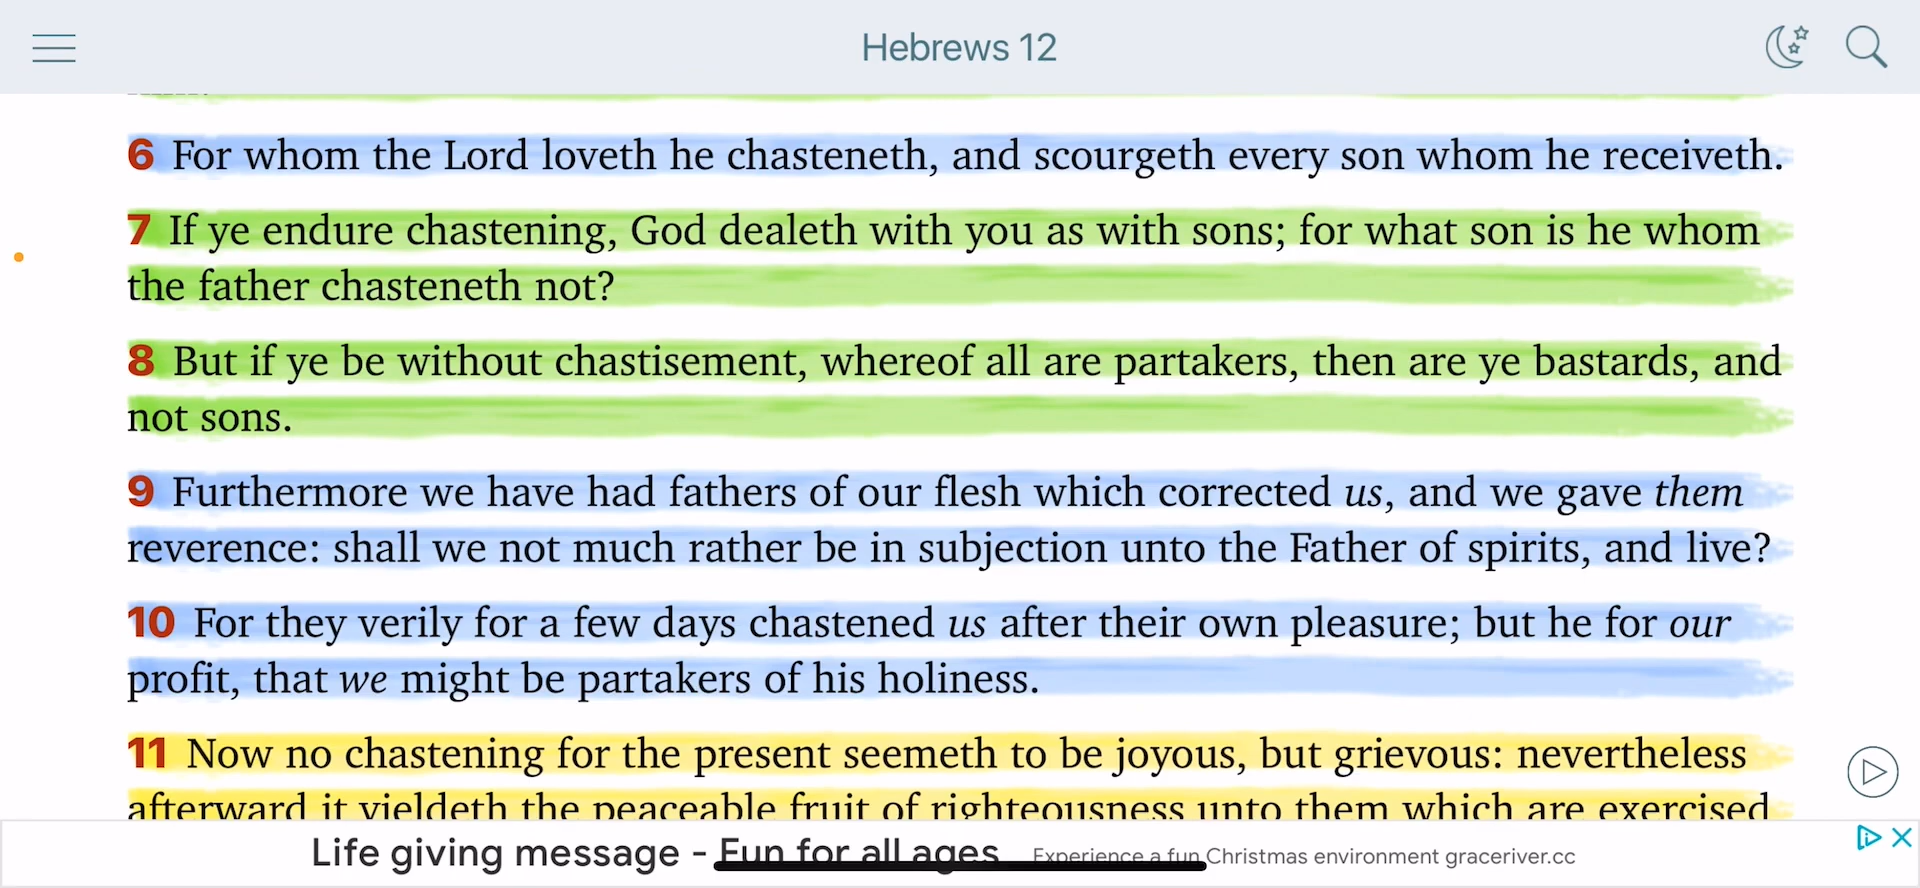 Hebrews 12
6 For whom the Lord loveth he chasteneth, and scourgeth every son whom he receiveth.
7 If ye endure chastening, God dealeth with you as with sons; for what son is he whom
the father chasteneth not?
8 But if ye be without chastisement, whereof all are partakers, then are ye bastards, and
not sons.
9 Furthermore we have had fathers of our flesh which corrected us, and we gave them
reverence: shall we not much rather be in subjection unto the Father of spirits, and live?
10 For they verily for a few days chastened us after their own pleasure; but he for our
profit, that we might be partakers of his holiness.
11 Now no chastening for the present seemeth to be joyous, but grievous: nevertheless
afterward it yieldeth the peaceable fruit of righteousness unto them which are exercised
Life giving message - Fun for all ages Experience a fun Christmas environment graceriver.cc